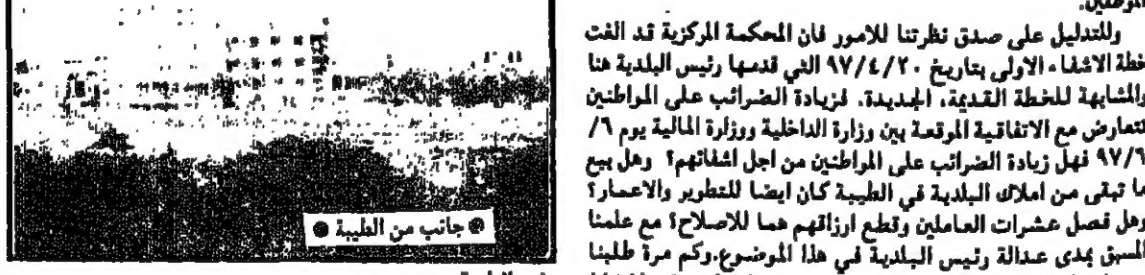 المواطنين.
وللتدليل على صدق نظرتنا للامور فان المحكمة المركزية قد الغت
خطة الاشفاء الاولى بتاريخ ٩٧/٤/٢٠ التي قدمها رئيس البلدية هنا
والمشابهة للخطة القديمة، الجديدة. فزيادة الضرائب على المواطنين
تعارض مع الاتفاقية الموقعة بين وزارة الداخلية ووزارة المالية يوم ٦/
٩٧/٦ فهل زيادة الضرائب على المواطنين من اجل اشفائهم؟ وهل بيع
ما تبقى من املاك البلدية في الطيبة كان ايضا للتطوير والاعمار؟
وهل فصل عشرات العاملين وقطع ارزاقهم هما للاصلاح؟ مع علمنا
المسبق بمدى عدالة رئيس البلدية في هذا الموضوع.وكم مرة طلبنا
● جانب من الطيبة ●